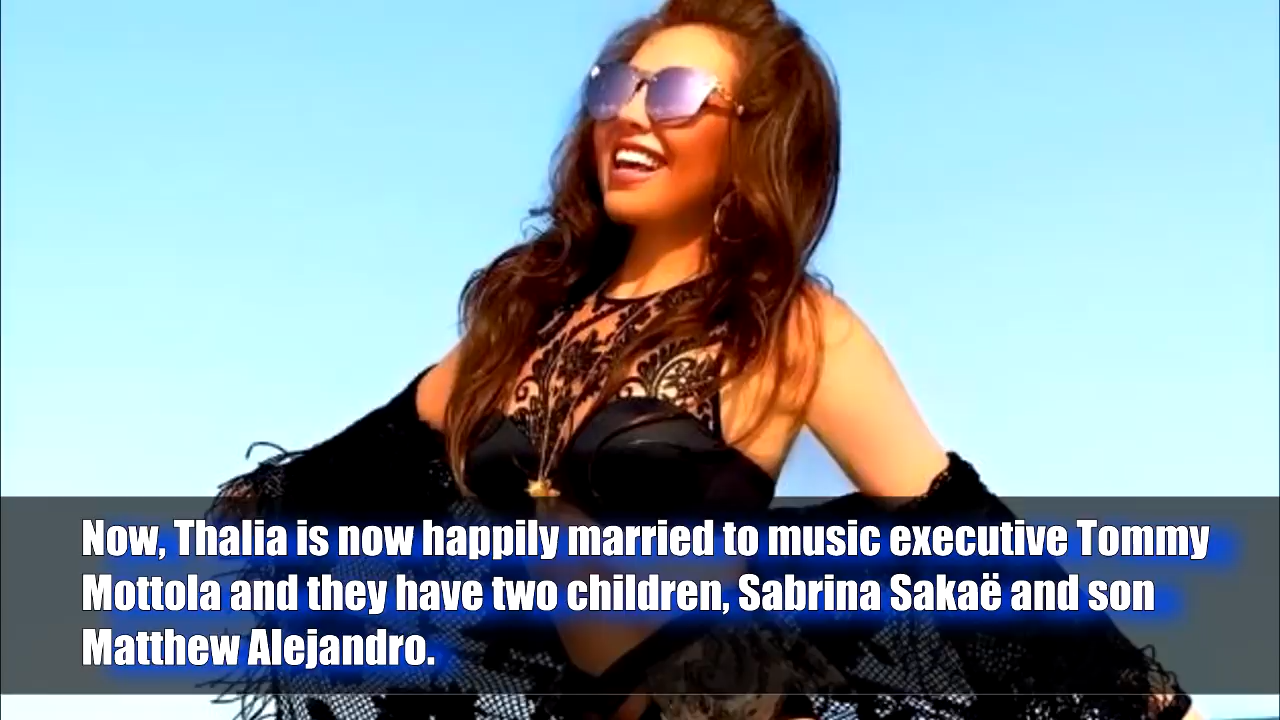 Now, Thalia is now happily married to music executive Tommy
Mottola and they have two children, Sabrina Sakaë and son
Matthew Alejandro.